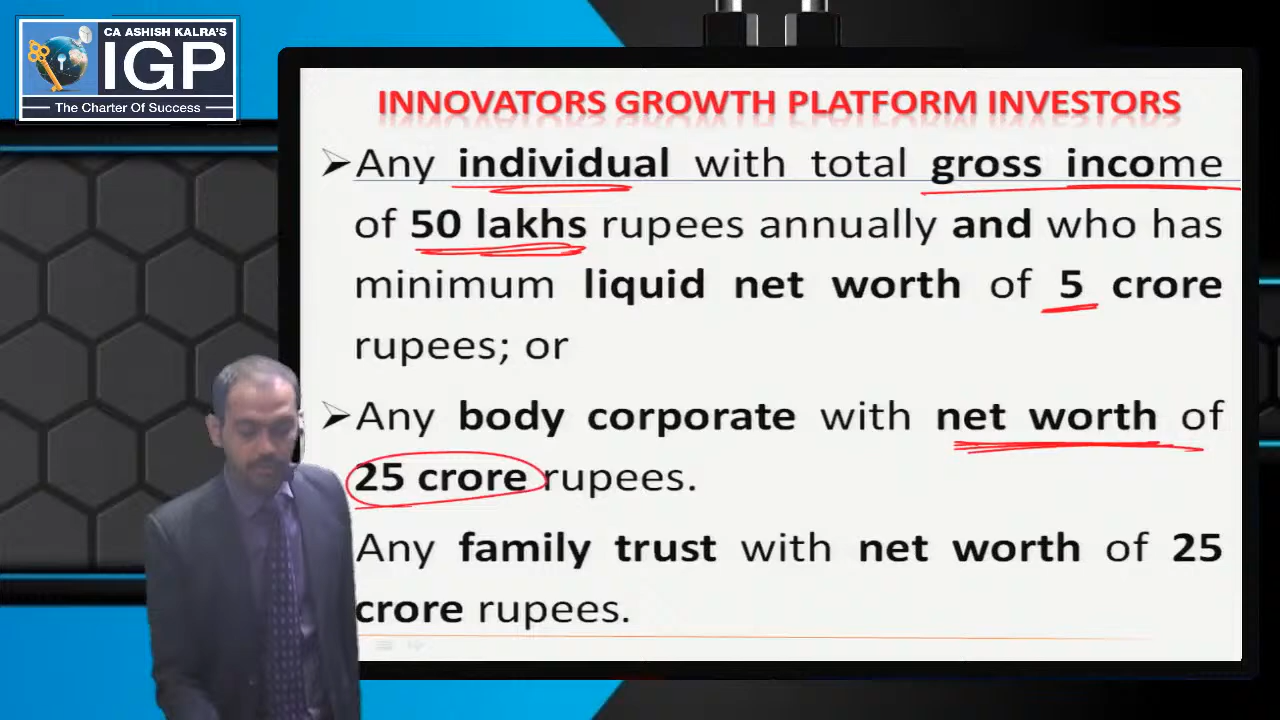 CA ASHISH KALRA'S
IGP
The Charter Of Success
INNOVATORS GROWTH PLATFORM INVESTORS
Any individual with total gross income
of 50 lakhs rupees annually and who has
minimum liquid net worth of 5 crore
rupees; or
Any body corporate with net worth of
25 crore rupees.
Any family trust with net worth of 25
crore rupees.